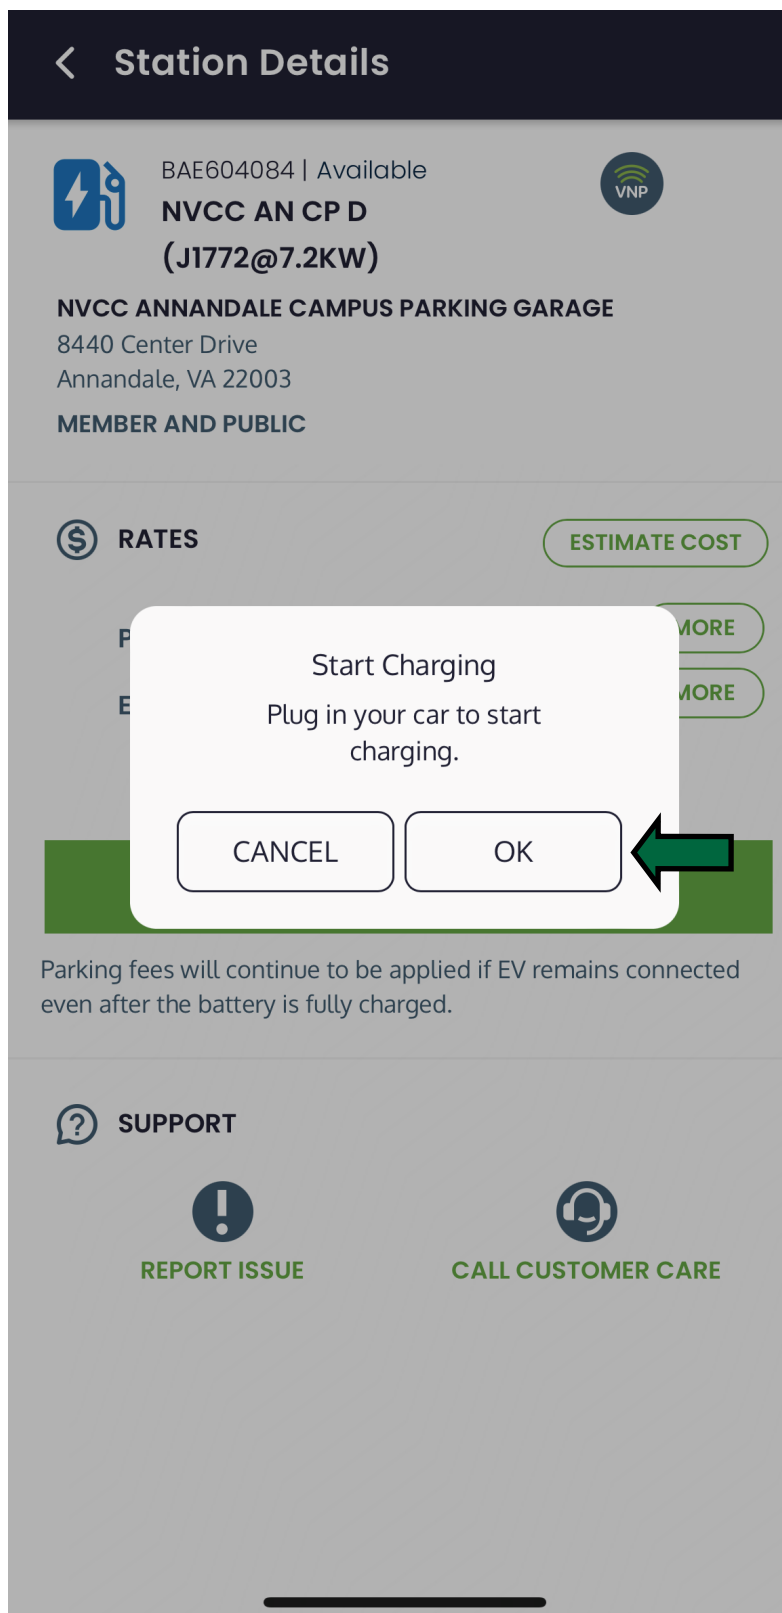 Station Details
BAE604084 | Available
VNP
NVCC AN CP D
(J1772@7.2KW)
NVCC ANNANDALE CAMPUS PARKING GARAGE
8440 Center Drive
Annandale, VA 22003
MEMBER AND PUBLIC
RATES
ESTIMATE COST
P
MORE
E
MORE
Start Charging
Plug in your car to start
charging.
CANCEL
OK
Parking fees will continue to be applied if EV remains connected
even after the battery is fully charged.
SUPPORT
REPORT ISSUE
CALL CUSTOMER CARE